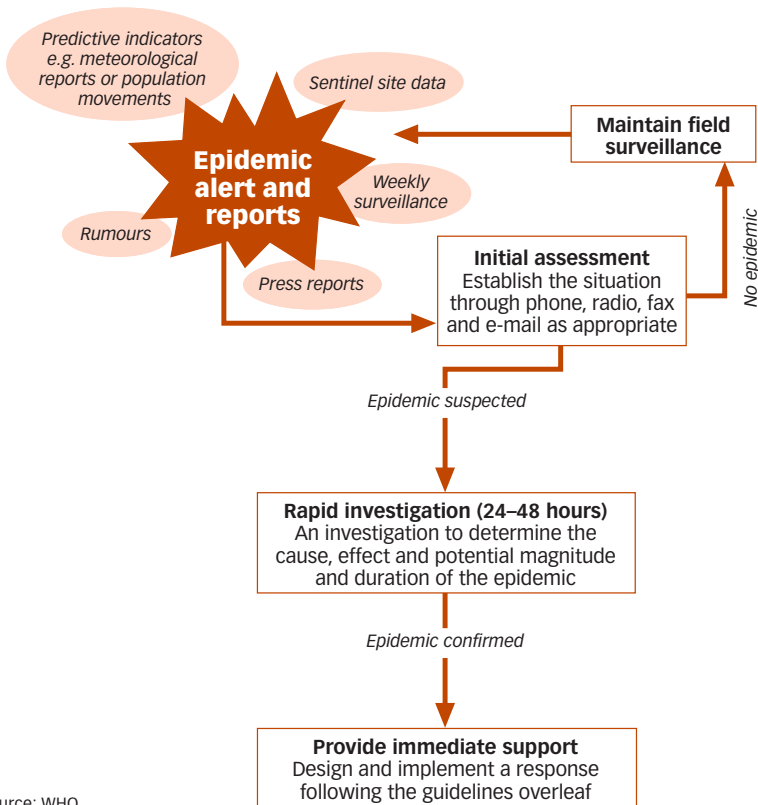 Predictive indicators
e.g. meteorological
reports or population
movements
Sentinel site data
Epidemic
alert and
reports
Weekly
surveillance
Rumours
Press reports
Maintain field
surveillance
Initial assessment
Establish the situation
through phone, radio, fax
and e-mail as appropriate
No epidemic
Epidemic suspected
Rapid investigation (24–48 hours)
An investigation to determine the
cause, effect and potential magnitude
and duration of the epidemic
Epidemic confirmed
Provide immediate support
Design and implement a response
following the guidelines overleaf
urce: WHO